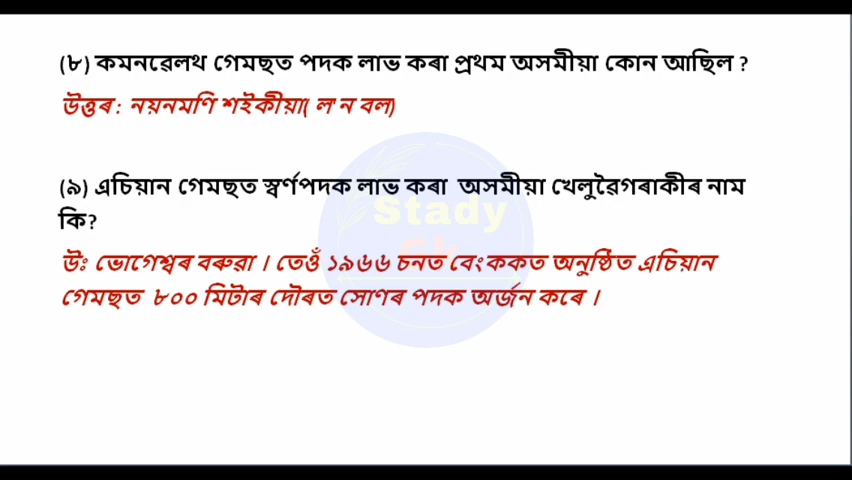 (৮) কমনৱেলথ গেমছত পদক লাভ কৰা প্ৰথম অসমীয়া কোন আছিল ?
উত্তৰ : নয়নমণি শইকীয়া( ল'ন বল)
(৯) এচিয়ান গেমছত স্বৰ্ণপদক লাভ কৰা অসমীয়া খেলুৱৈগৰাকীৰ নাম
কি?
Stady
উঃ ভোগেশ্বৰ বৰুৱা । তেওঁ ১৯৬৬ চনত বেংককত অনুষ্ঠিত এচিয়ান
গেমছত ৮০০ মিটাৰ দৌৰত সোণৰ পদক অৰ্জন কৰে ।